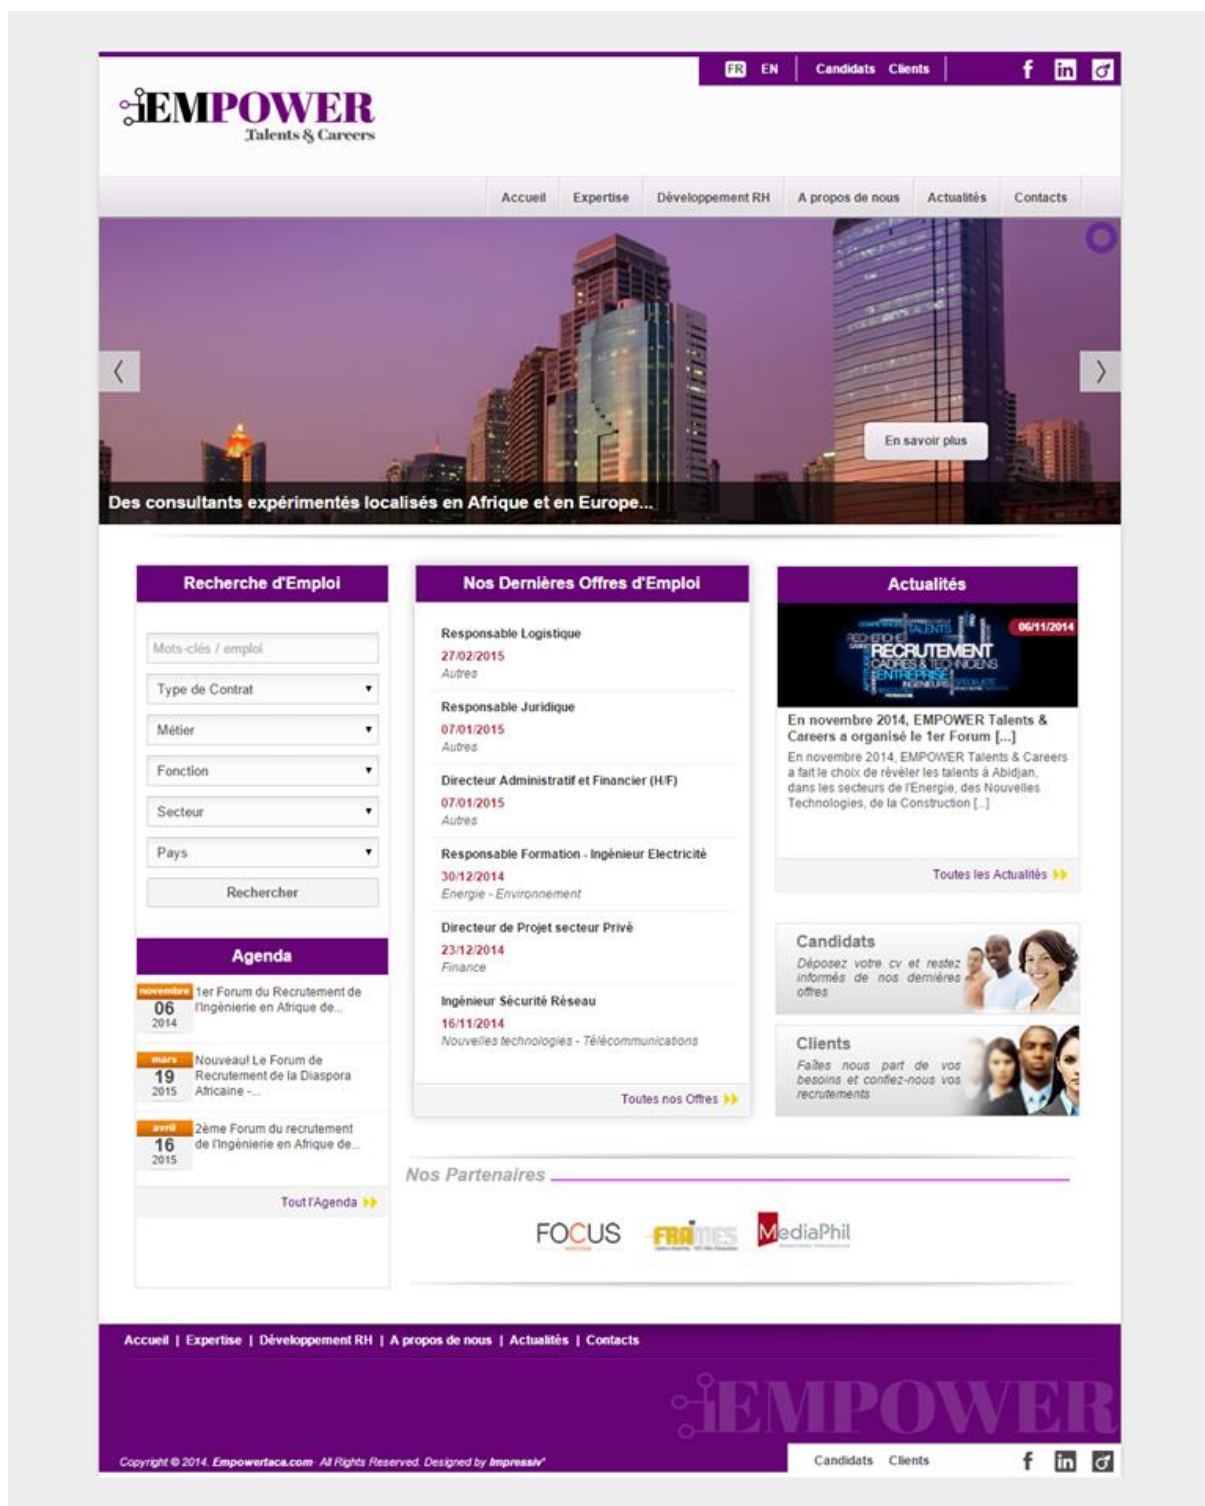 FR EN Candidats Clients
EMPOWER
Talents & Careers
Accueil Expertise Développement RH A propos de nous Actualités Contacts
En savoir plus
Des consultants expérimentés localisés en Afrique et en Europe...
Recherche d'Emploi
Mots-clés / emploi
Type de Contrat
Métier
Fonction
Secteur
Pays
Rechercher
Agenda
novembre
06
2014
1er Forum du Recrutement de
l'Ingènierie en Afrique de...
mars
19
2015
Nouveau! Le Forum de
Recrutement de la Diaspora
Africaine -...
avril
16
2015
2ème Forum du recrutement
de l'Ingènierie en Afrique de...
Tout l'Agenda
Nos Dernières Offres d'Emploi
Responsable Logistique
27/02/2015
Autres
Responsable Juridique
07/01/2015
Autres
Directeur Administratif et Financier (H/F)
07/01/2015
Autres
Responsable Formation - Ingènieur Electricité
30/12/2014
Energie - Environnement
Directeur de Projet secteur Privé
23/12/2014
Finance
Ingénieur Sécurité Réseau
16/11/2014
Nouvelles technologies - Télécommunications
Toutes nos Offres
Actualités
06/11/2014
TALENTS
RECHERCHE
RECRUTEMENT
CADRES & TECHNICIENS
ENTREPRISE
INGENIEURS
En novembre 2014, EMPOWER Talents &
Careers a organisé le 1er Forum [...]
En novembre 2014, EMPOWER Talents & Careers
a fait le choix de révéler les talents à Abidjan,
dans les secteurs de l'Energie, des Nouvelles
Technologies, de la Construction [...]
Toutes les Actualités
Candidats
Déposez votre cv et restez
informés de nos dernières
offres
Clients
Faîtes nous part de vos
besoins et confiez-nous vos
recrutements
Nos Partenaires
FOCUS
FRAMES
MediaPhil
Accueil | Expertise | Développement RH | A propos de nous | Actualités | Contacts
EMPOWER
Copyright © 2014. Empowertaca.com- All Rights Reserved. Designed by Impressiv'
Candidats Clients